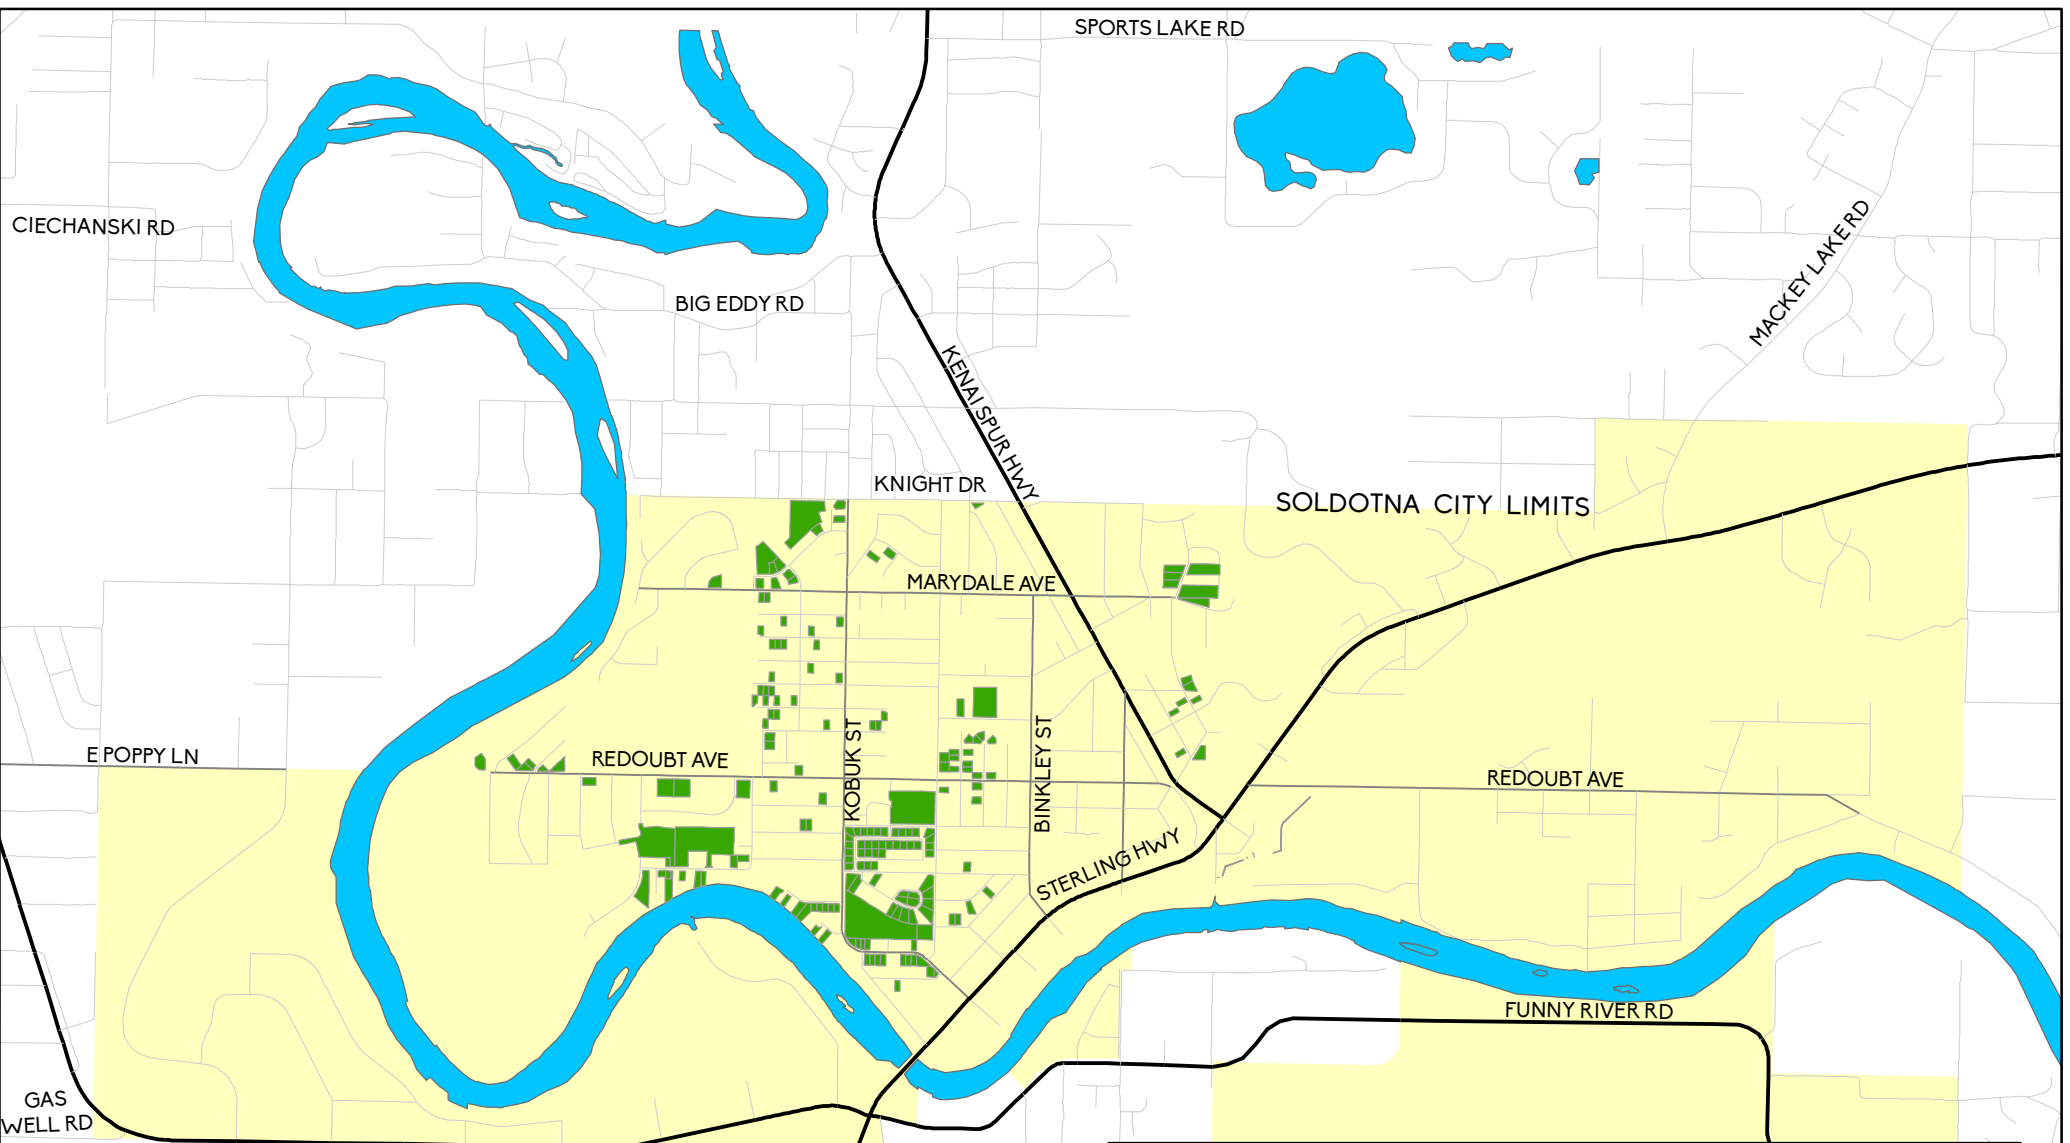 SPORTS LAKE RD
CIECHANSKI RD
MACKEY LAKE RD
BIG EDDY RD
KENAI SPUR HWY
KNIGHT DR
SOLDOTNA CITY LIMITS
MARYDALE AVE
E POPPY LN
REDOUBT AVE
KOBUK ST
BINKLEY ST
REDOUBT AVE
STERLING HWY
FUNNY RIVER RD
GAS
WELL RD